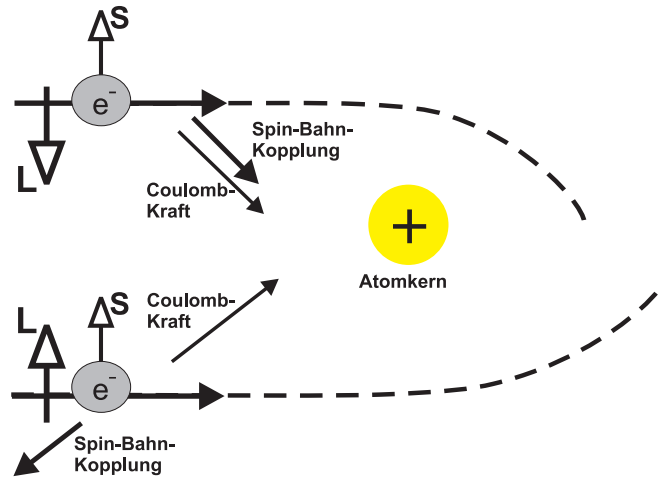 S
e-
L
Spin-Bahn-
Kopplung
Coulomb-
Kraft
+
Atomkern
Coulomb-
Kraft
S
L
e-
Spin-Bahn-
Kopplung